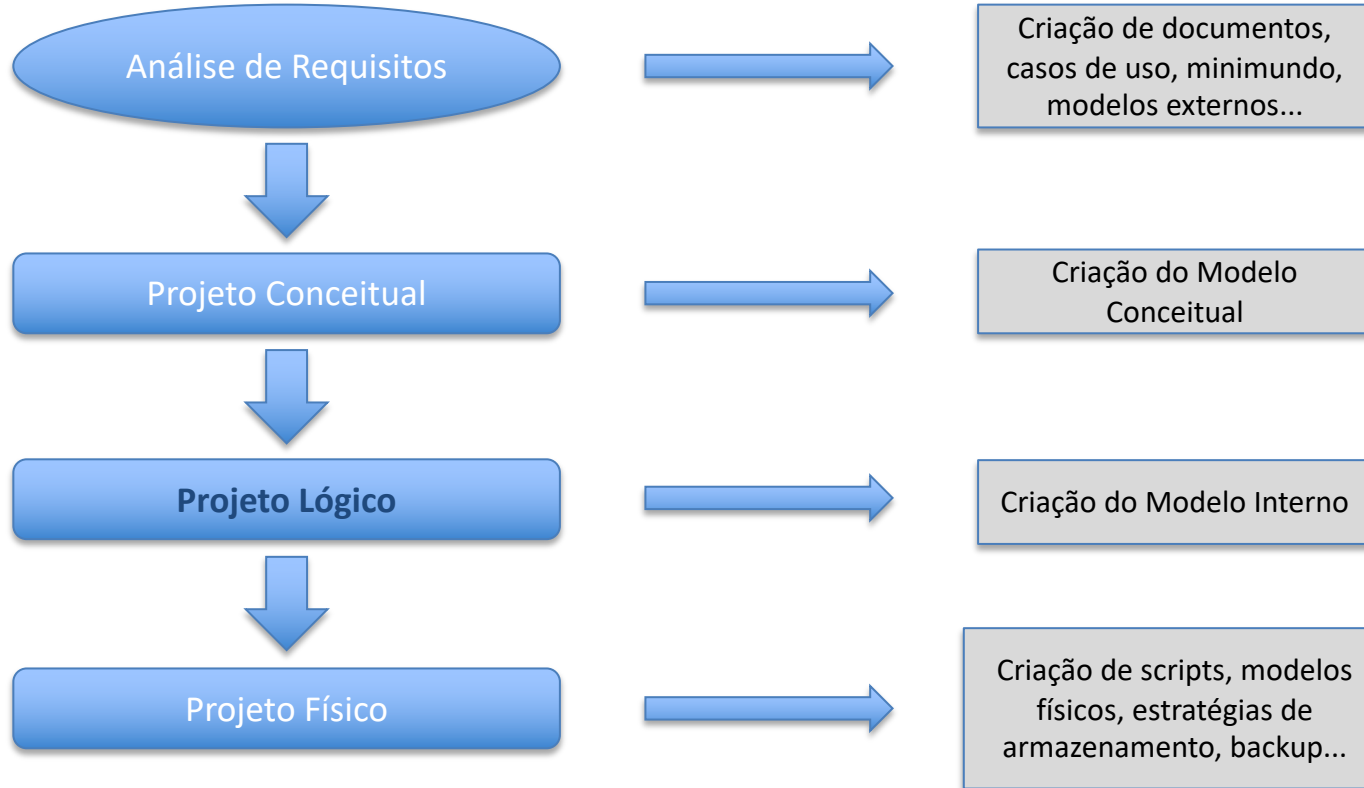 Análise de Requisitos
Criação de documentos,
casos de uso, minimundo,
modelos externos...
Projeto Conceitual
Criação do Modelo
Conceitual
Projeto Lógico
Criação do Modelo Interno
Projeto Físico
Criação de scripts, modelos
físicos, estratégias de
armazenamento, backup...